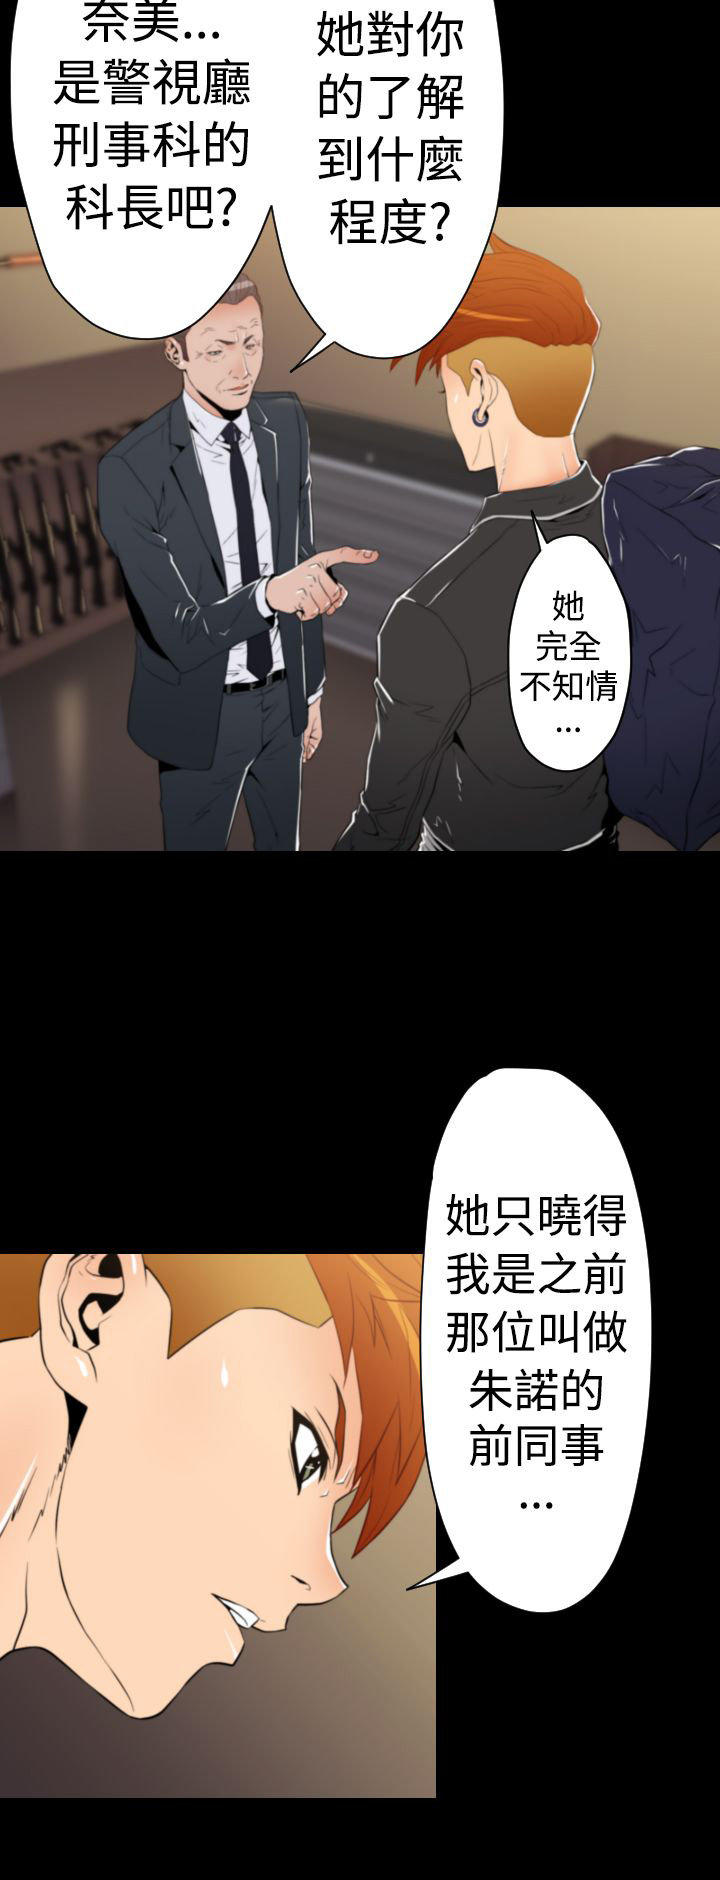 奈美...
是警視廳
刑事科的
科長吧?
她對你
的了解
到什麼
程度?
她
完全
不知情
...
她只曉得
我是之前
那位叫做
朱諾的
前同事
...